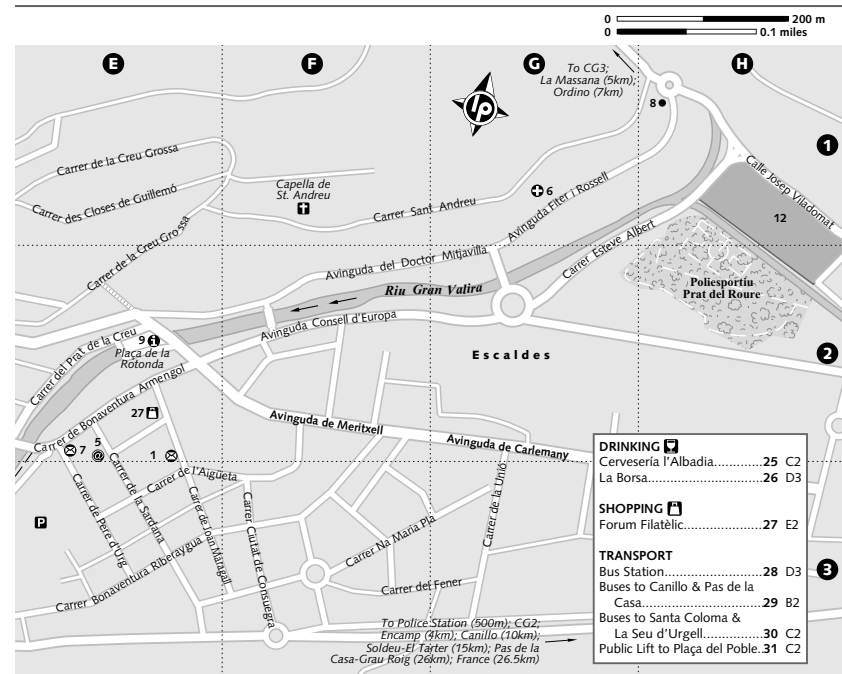 0 200 m
0 0.1 miles
E
F
G
H
To CG3;
La Massana (5km);
Ordino (7km)
lp
8
1
Carrer de la Creu Grossa
Capella de
St. Andreu
6
Avinguda Fiter i Rossell
Calle Josep Viladomat
12
Carrer des Closes de Guillemó
Carrer Sant Andreu
Carrer de la Creu Grossa
Avinguda del Doctor Mitjavilla
Carrer Esteve Albert
Riu Gran Valira
Poliesportiu
Prat del Roure
Avinguda Consell d'Europa
Carrer del Prat de la Creu
9
Plaça de la
Rotonda
Escaldes
2
Carrer de Bonaventura Armengol
27
Avinguda de Meritxell
Avinguda de Carlemany
7
5
@
1
Carrer de l'Aigueta
Carrer de la Unió
P
Carrer de Pere d'Urg
Carrer de la Sardana
Carrer de Joan Maragall
Carrer Ciutat de Consuegra
Carrer Na Maria Pla
Carrer Bonaventura Riberaygua
Carrer del Fener
3
To Police Station (500m); CG2;
Encamp (4km); Canillo (10km);
Soldeu-El Tarter (15km); Pas de la
Casa-Grau Roig (26km); France (26.5km)
DRINKING
Cervesería l'Albadia..............25 C2
La Borsa..............26 D3
SHOPPING
Forum Filatèlic..............27 E2
TRANSPORT
Bus Station..............28 D3
Buses to Canillo & Pas de la
Casa..............29 B2
Buses to Santa Coloma &
La Seu d'Urgell..............30 C2
Public Lift to Plaça del Poble..31 C2